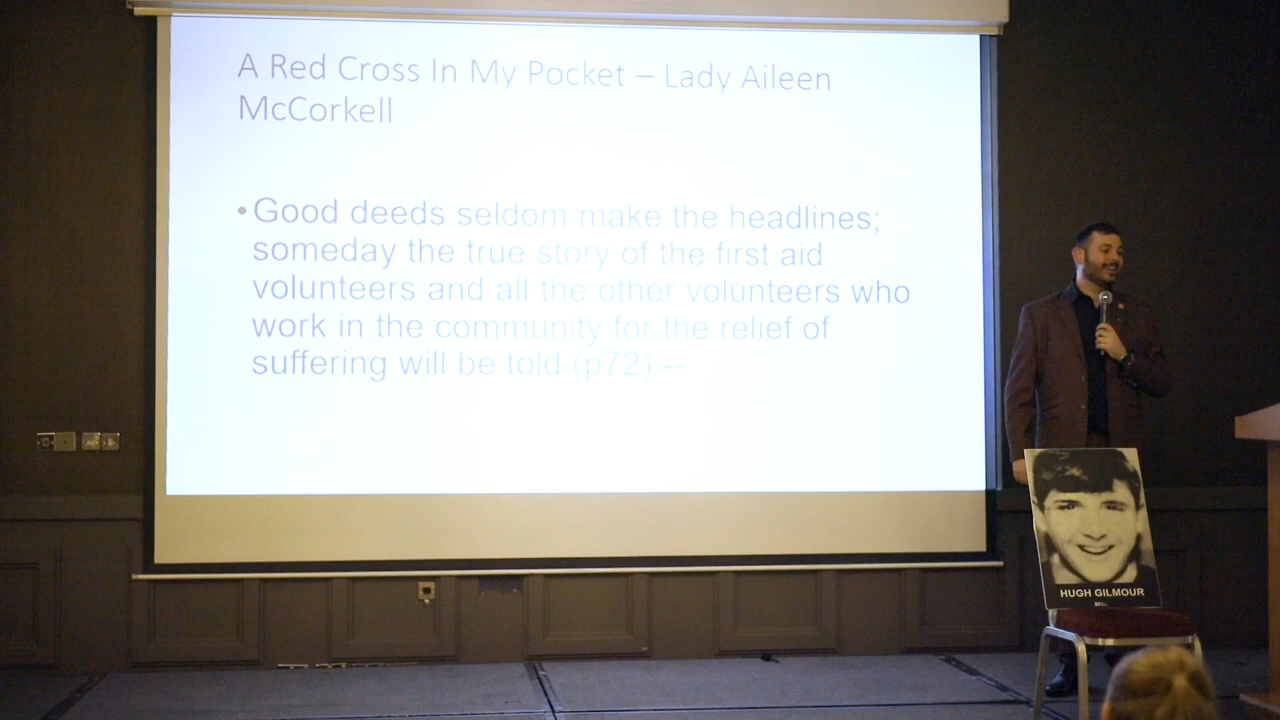 A Red Cross In My Pocket – Lady Aileen
McCorkell
• Good deeds seldom make the headlines;
someday the true story of the first aid
volunteers and all the other volunteers who
work in the community for the relief of
suffering will be told (p72).--
HUGH GILMOUR